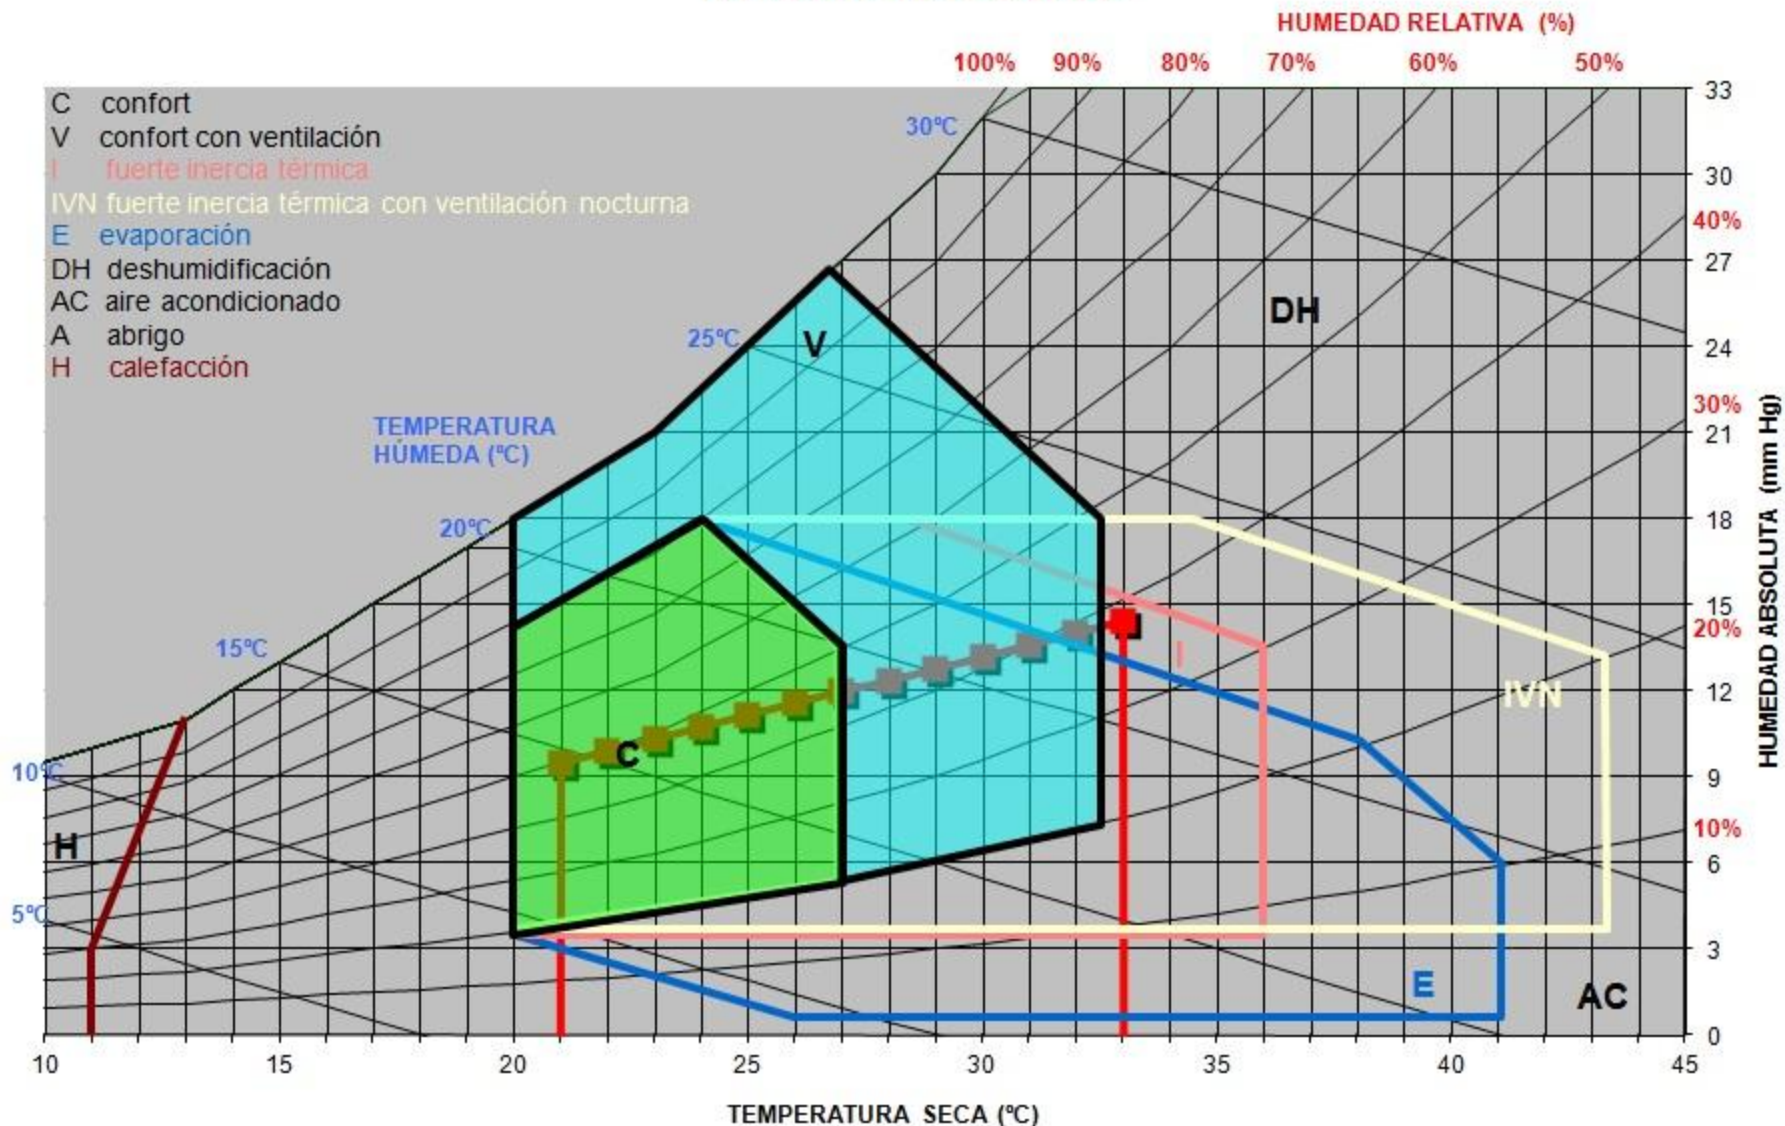 HUMEDAD RELATIVA (%)
100% 90% 80% 70% 60% 50%
C confort
V confort con ventilación
I fuerte inercia térmica
IVN fuerte inercia térmica con ventilación nocturna
E evaporación
DH deshumidificación
AC aire acondicionado
A abrigo
H calefacción
33
30ºC
30
40%
27
DH
V
25ºC
24
30%
TEMPERATURA
HÚMEDA (ºC)
21
20ºC
18
15
20%
15ºC
I
IVN
12
HUMEDAD ABSOLUTA (mm Hg)
C
10ºC
9
H
10%
6
5ºC
3
E
AC
0
10 15 20 25 30 35 40 45
TEMPERATURA SECA (ºC)